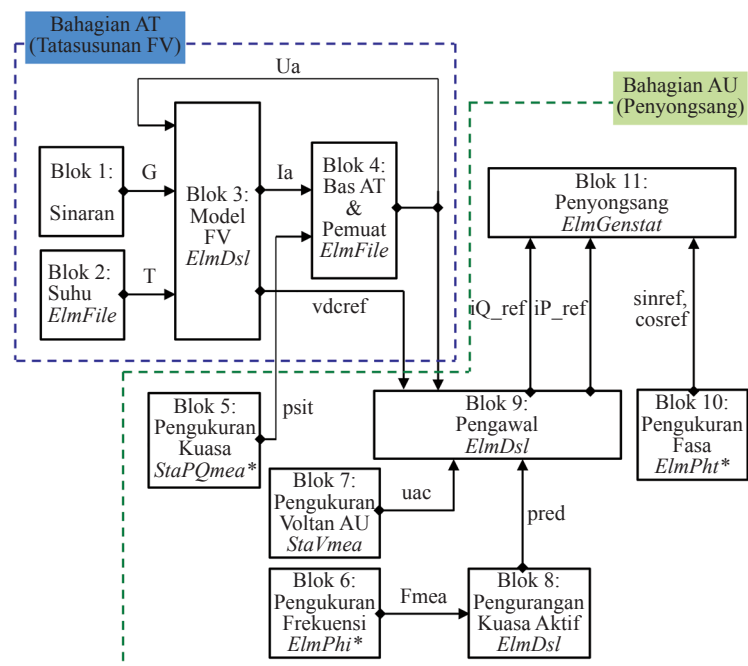 Bahagian AT
(Tatasusunan FV)
Ua
Bahagian AU
(Penyongsang)
Blok 1:
Sinaran
G
Blok 2:
Suhu
ElmFile
T
Blok 3:
Model
FV
ElmDsl
Ia
Blok 4:
Bas AT
&
Pemuat
ElmFile
vdcref
Blok 11:
Penyongsang
ElmGenstat
iQ_ref
iP_ref
sinref,
cosref
Blok 5:
Pengukuran
Kuasa
StaPQmea*
psit
Blok 9:
Pengawal
ElmDsl
Blok 10:
Pengukuran
Fasa
ElmPht*
Blok 7:
Pengukuran
Voltan AU
StaVmea
uac
pred
Blok 6:
Pengukuran
Frekuensi
ElmPhi*
Fmea
Blok 8:
Pengurangan
Kuasa Aktif
ElmDsl